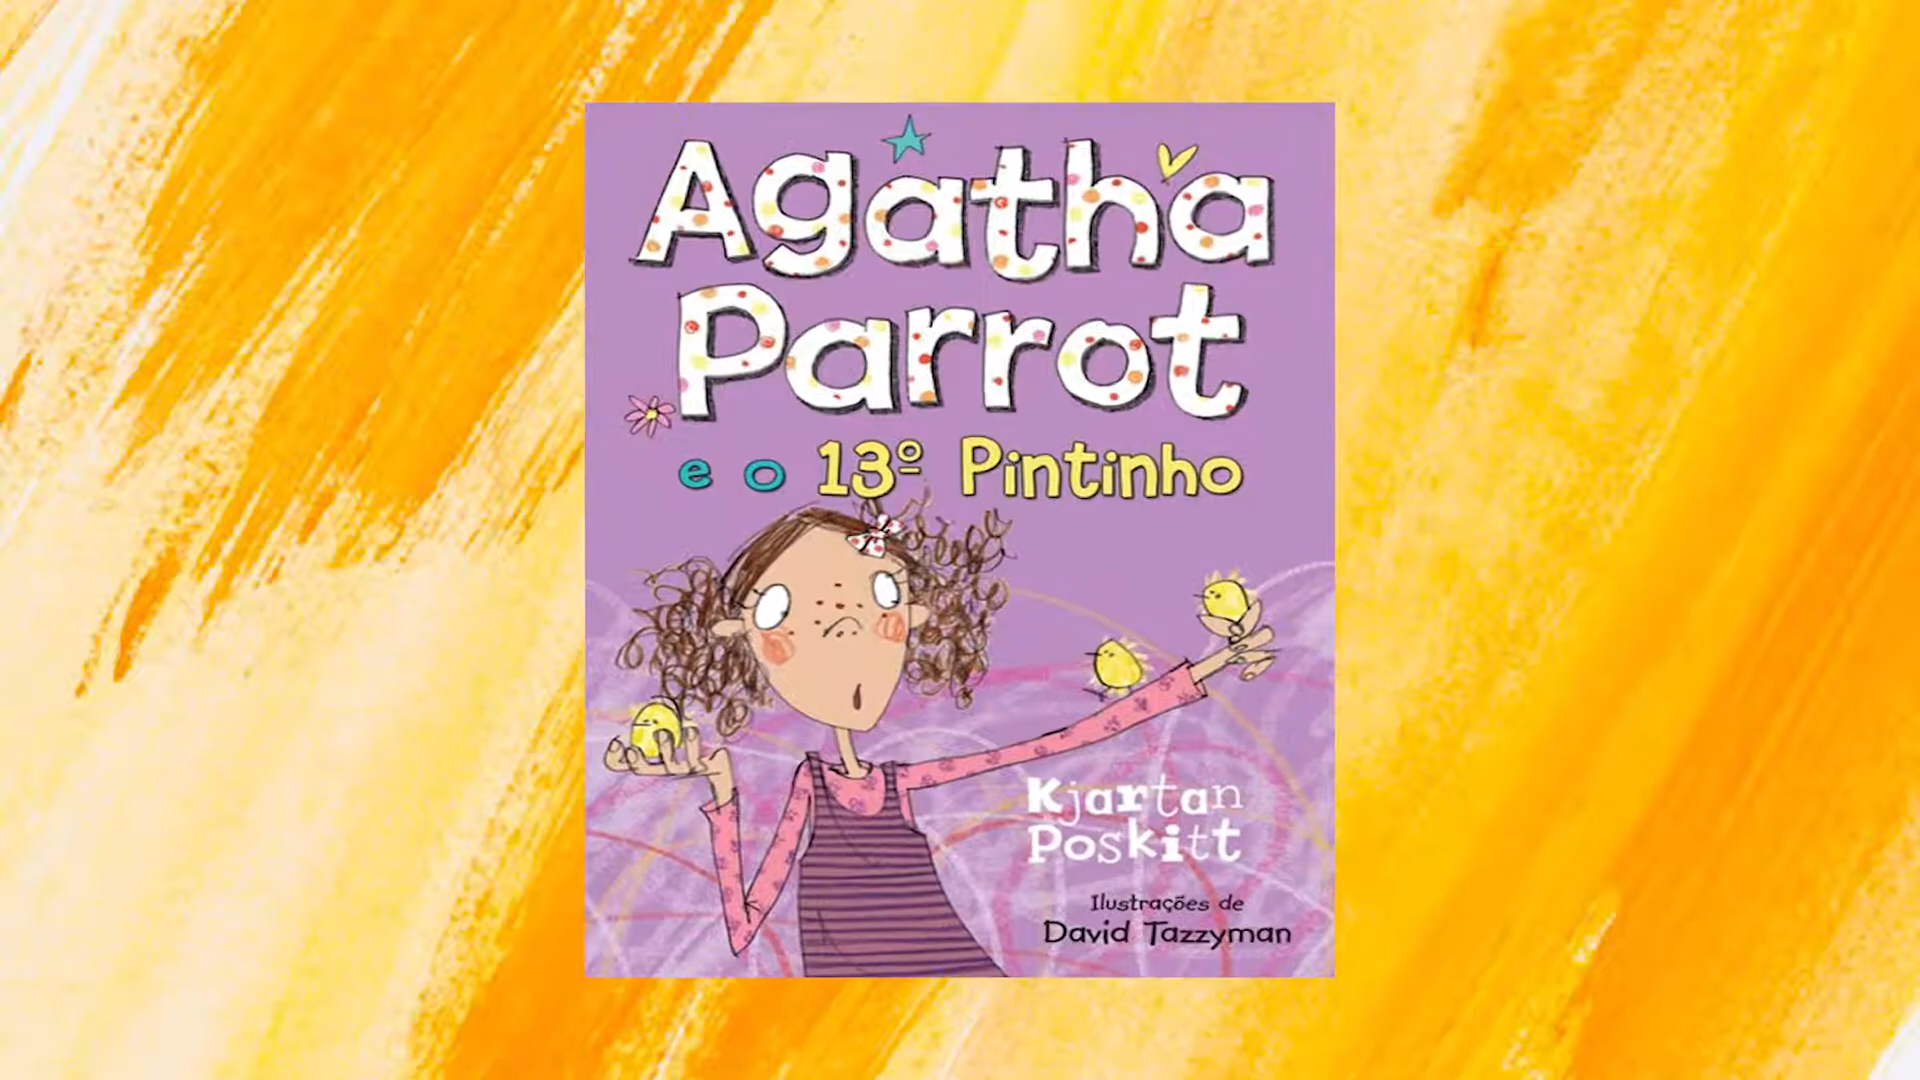 Agatha
Parrot
e o 13º Pintinho
Kjartan
Poskitt
Ilustrações de
David Tazzyman